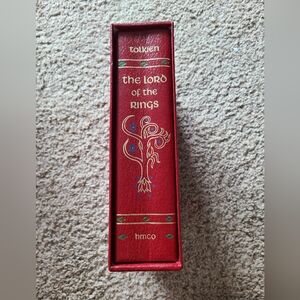 tolkien
the lord
of the
rings
hmco